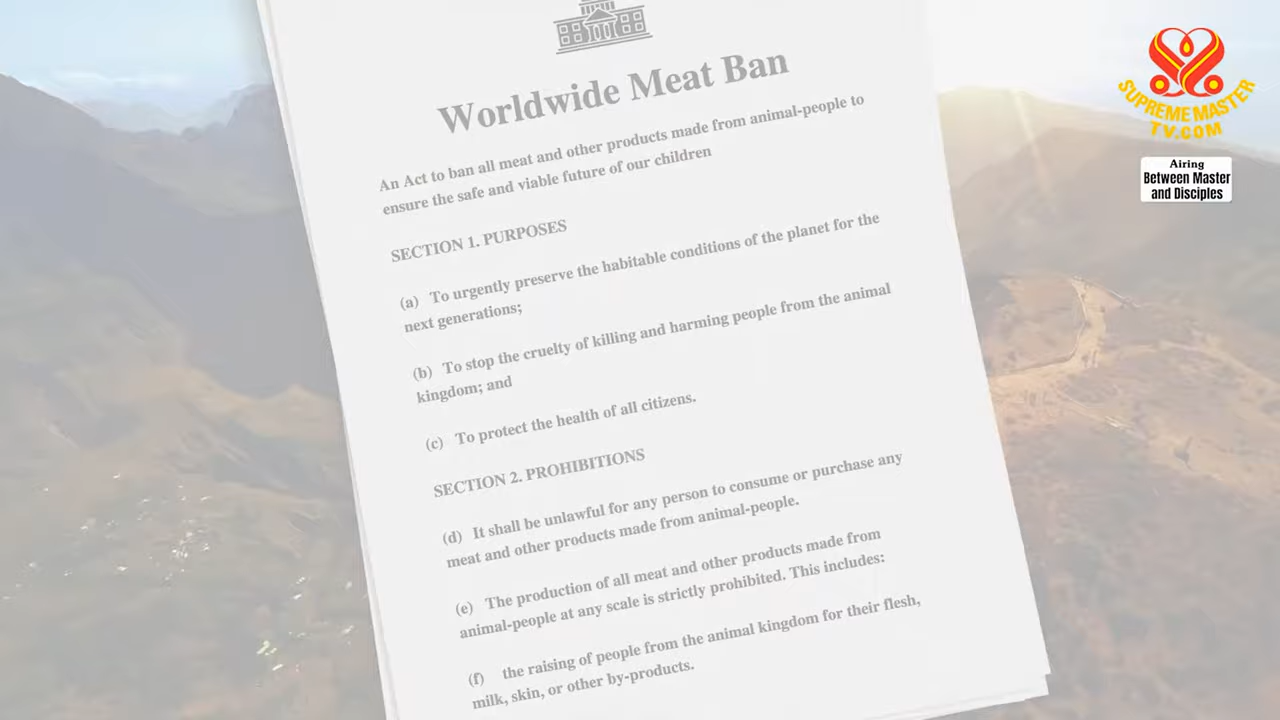 Worldwide Meat Ban
An Act to ban all meat and other products made from animal-people to
ensure the safe and viable future of our children
SECTION 1. PURPOSES
(a) To urgently preserve the habitable conditions of the planet for the
next generations;
(b) To stop the cruelty of killing and harming people from the animal
kingdom; and
(c) To protect the health of all citizens.
SECTION 2. PROHIBITIONS
(d) It shall be unlawful for any person to consume or purchase any
meat and other products made from animal-people.
(e) The production of all meat and other products made from
animal-people at any scale is strictly prohibited. This includes:
(f) the raising of people from the animal kingdom for their flesh,
milk, skin, or other by-products.
SUPREME MASTER
TV.COM
Airing
Between Master
and Disciples